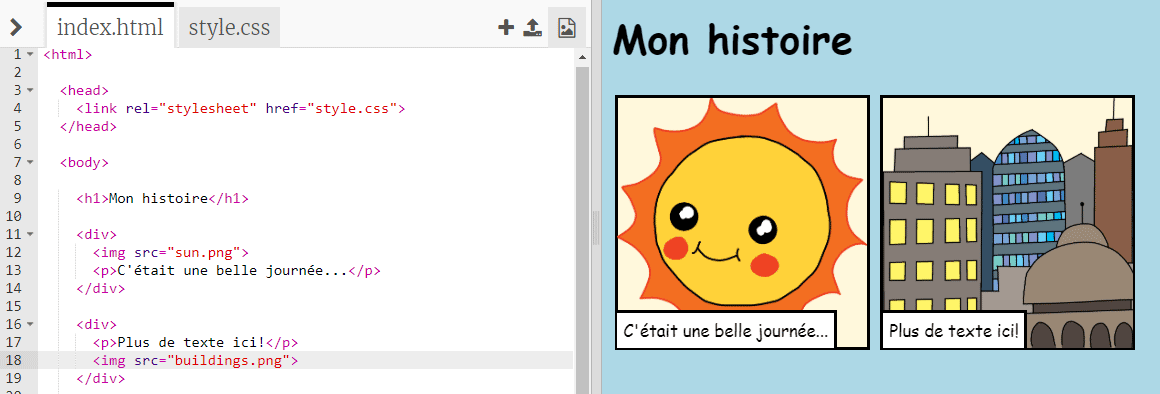 index.html style.css
1 <html>
2
3 <head>
4 <link rel="stylesheet" href="style.css">
5 </head>
6
7 <body>
8
9 <h1>Mon histoire</h1>
10
11 <div>
12 <img src="sun.png">
13 <p>C'était une belle journée...</p>
14 </div>
15
16 <div>
17 <p>Plus de texte ici!</p>
18 <img src="buildings.png">
19 </div>
Mon histoire
C'était une belle journée...
Plus de texte ici!